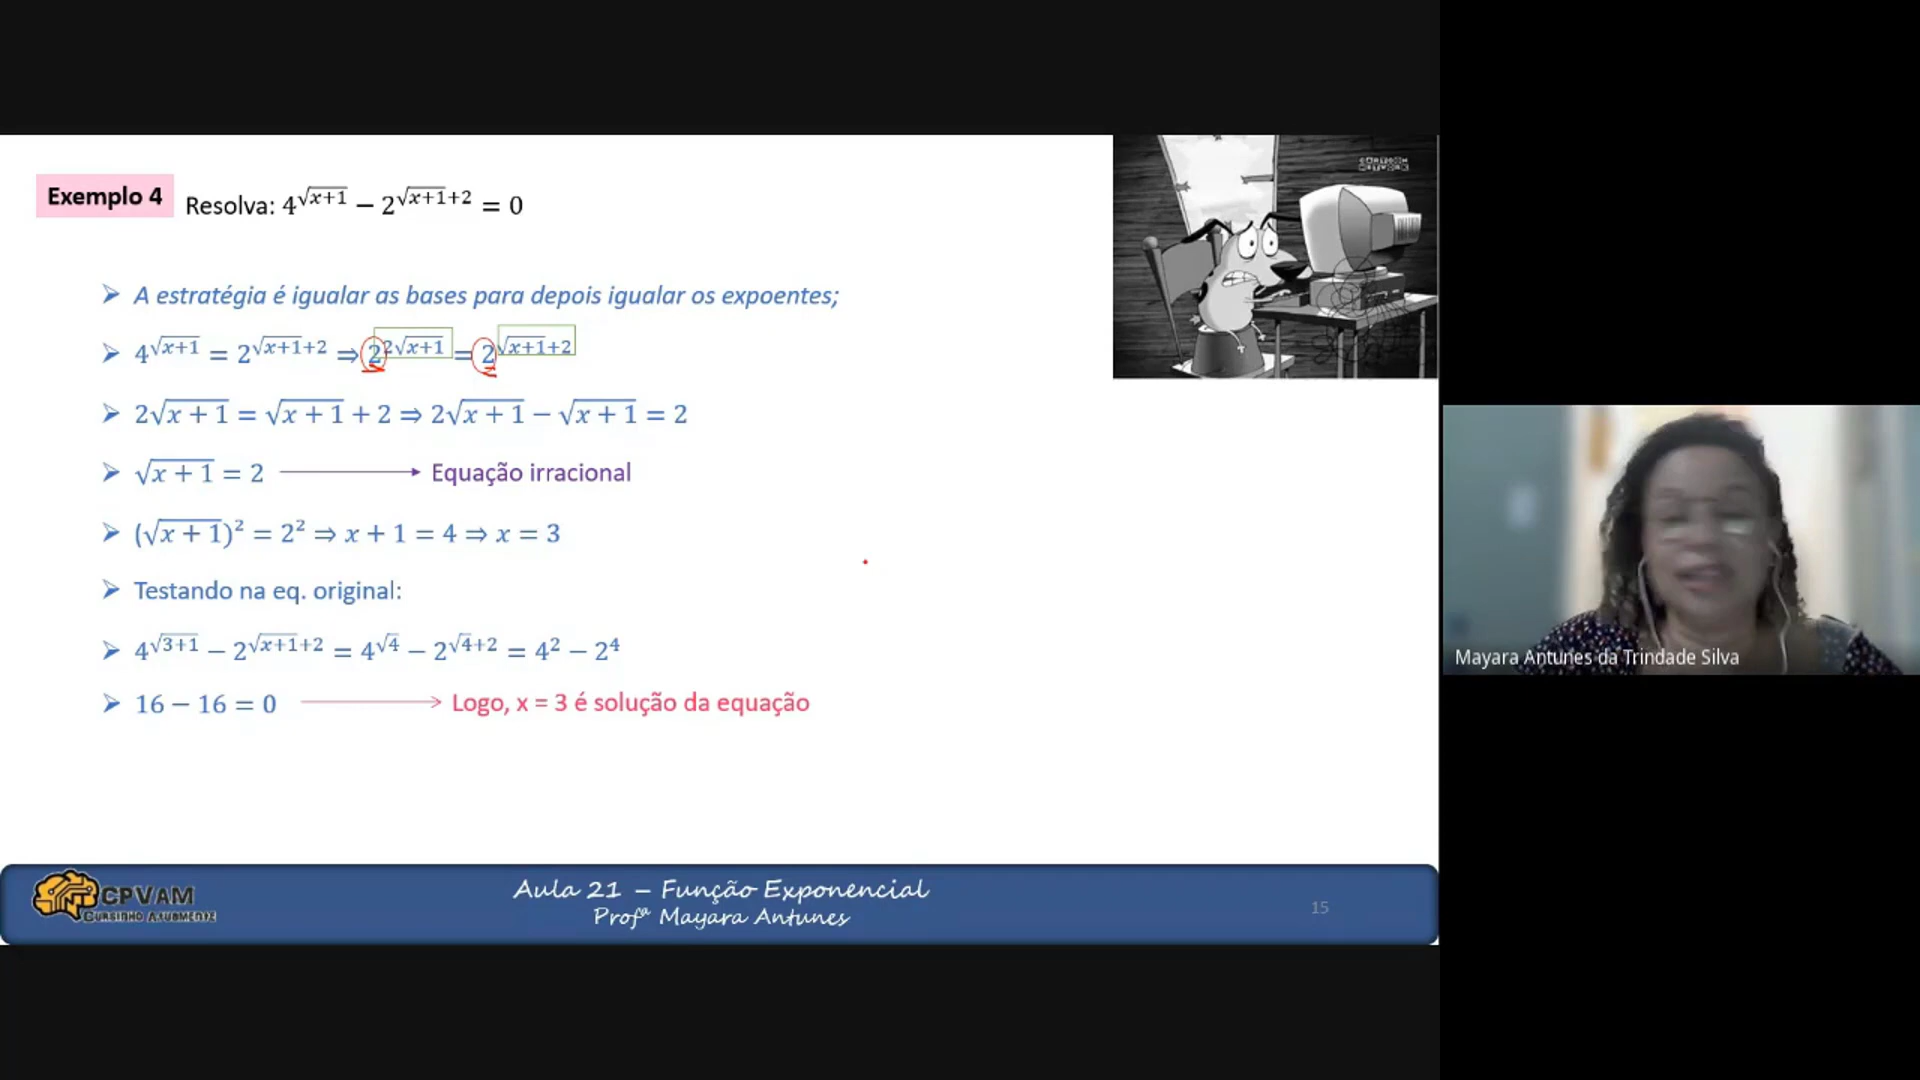 Exemplo 4
Resolva: 4^{√(x+1)} − 2^{√(x+1)+2} = 0
CARTOON NETWORK
➢ A estratégia é igualar as bases para depois igualar os expoentes;
➢ 4^{√(x+1)} = 2^{√(x+1)+2} ⇒ 2^{2√(x+1)} = 2^{√(x+1)+2}
➢ 2√(x + 1) = √(x + 1) + 2 ⇒ 2√(x + 1) − √(x + 1) = 2
➢ √(x + 1) = 2 Equação irracional
➢ (√(x + 1))² = 2² ⇒ x + 1 = 4 ⇒ x = 3
➢ Testando na eq. original:
➢ 4^{√(3+1)} − 2^{√(x+1)+2} = 4^{√4} − 2^{√4+2} = 4² − 2⁴
➢ 16 − 16 = 0 Logo, x = 3 é solução da equação
Mayara Antunes da Trindade Silva
CPVAM
Aula 21 – Função Exponencial
Profª Mayara Antunes
15